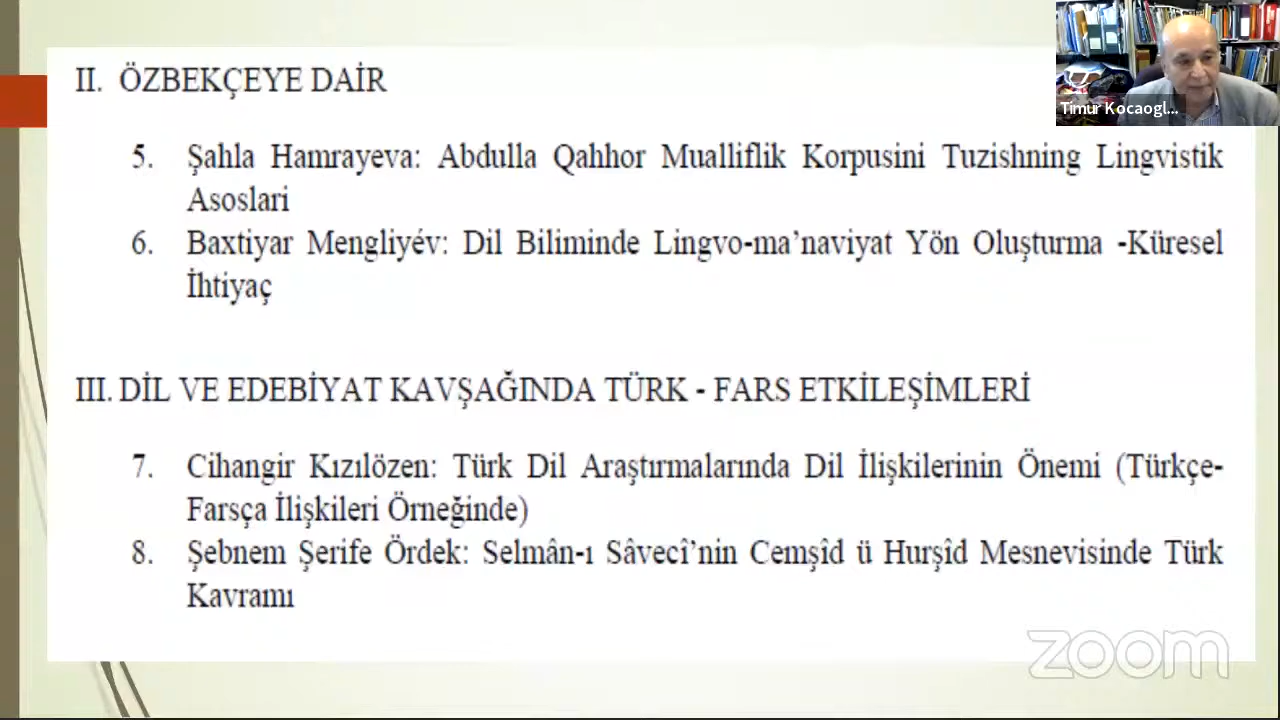 II. ÖZBEKÇEYE DAİR
5. Şahla Hamrayeva: Abdulla Qahhor Mualliflik Korpusini Tuzishning Lingvistik
Asoslari
6. Baxtiyar Mengliyév: Dil Biliminde Lingvo-ma’naviyat Yön Oluşturma -Küresel
İhtiyaç
III. DİL VE EDEBİYAT KAVŞAĞINDA TÜRK - FARS ETKİLEŞİMLERİ
7. Cihangir Kızılözen: Türk Dil Araştırmalarında Dil İlişkilerinin Önemi (Türkçe-
Farsça İlişkileri Örneğinde)
8. Şebnem Şerife Ördek: Selmân-ı Sâvecî’nin Cemşîd ü Hurşîd Mesnevisinde Türk
Kavramı
Timur Kocaogl...
zoom